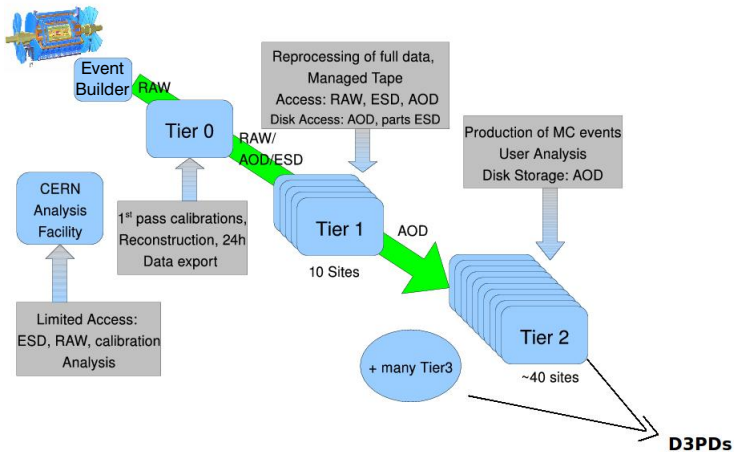 Event
Builder
RAW
Tier 0
RAW/
AOD/ESD
Reprocessing of full data,
Managed Tape
Access: RAW, ESD, AOD
Disk Access: AOD, parts ESD
Production of MC events
User Analysis
Disk Storage: AOD
CERN
Analysis
Facility
1st pass calibrations,
Reconstruction, 24h
Data export
Tier 1
AOD
10 Sites
Limited Access:
ESD, RAW, calibration
Analysis
Tier 2
+ many Tier3
~40 sites
D3PDs